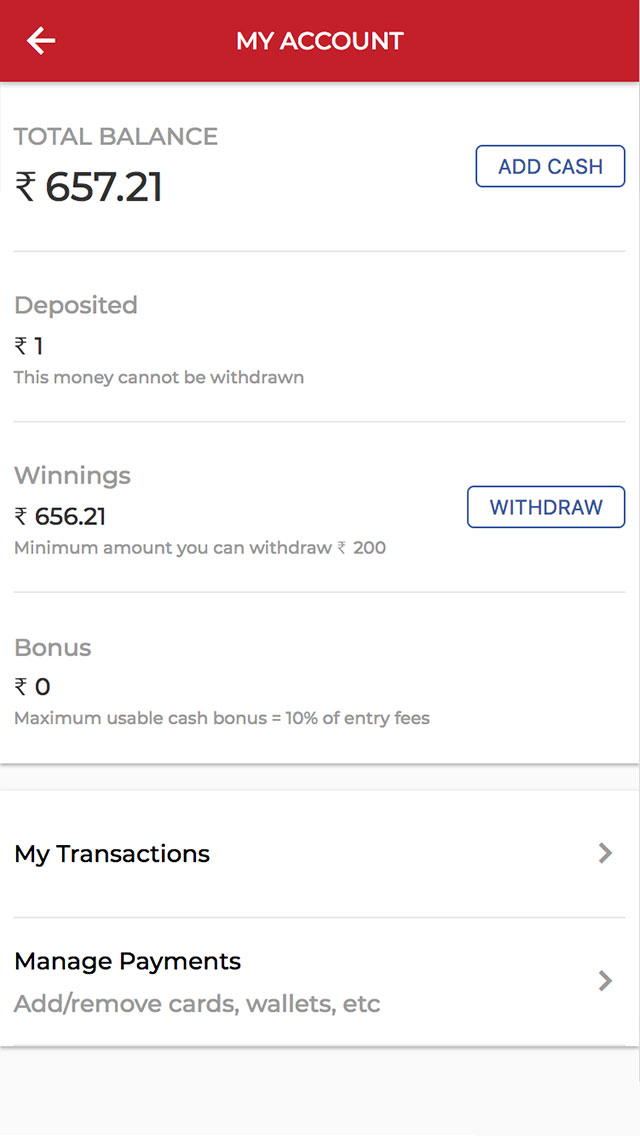 MY ACCOUNT
TOTAL BALANCE
₹ 657.21
ADD CASH
Deposited
₹ 1
This money cannot be withdrawn
Winnings
₹ 656.21
WITHDRAW
Minimum amount you can withdraw ₹ 200
Bonus
₹ 0
Maximum usable cash bonus = 10% of entry fees
My Transactions
Manage Payments
Add/remove cards, wallets, etc